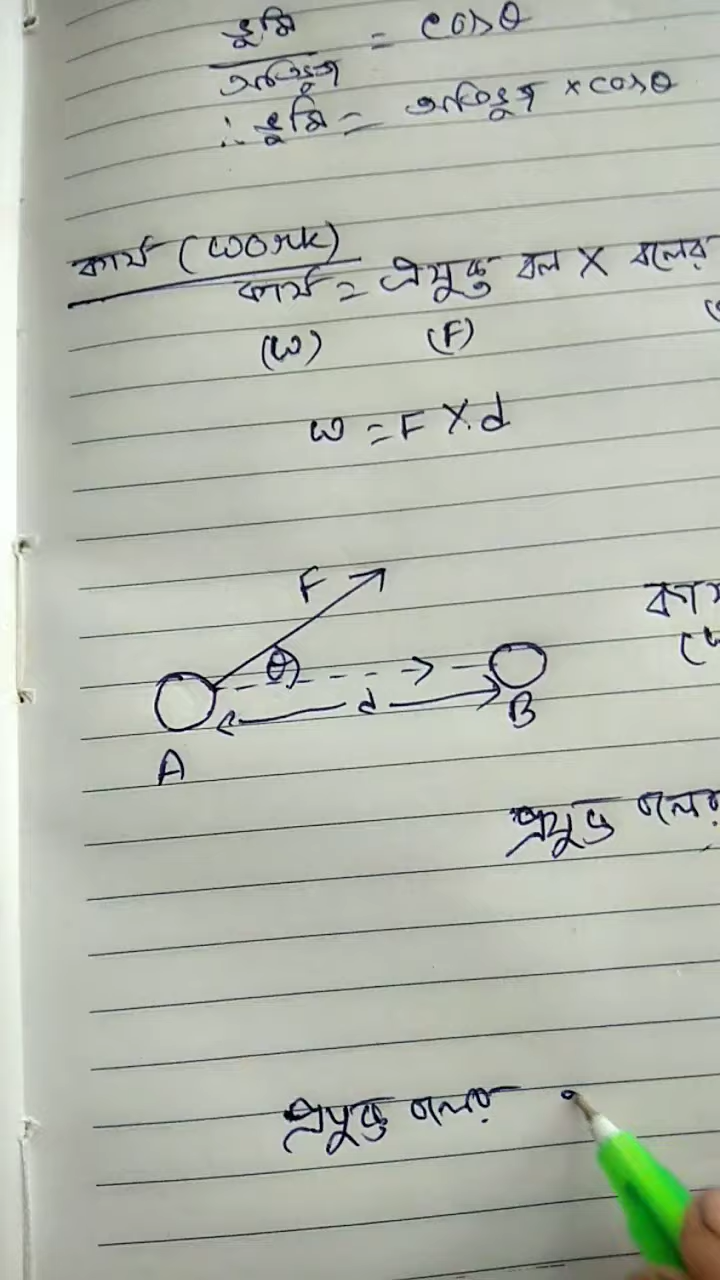 ভূমি
= cosθ
অতিভুজ
∴ ভূমি = অতিভুজ × cosθ
কার্য (work)
কার্য = প্রযুক্ত বল × বলের
(W) (F)
W = F × d
F
θ
d
A
B
প্রযুক্ত বলের
প্রযুক্ত বলের